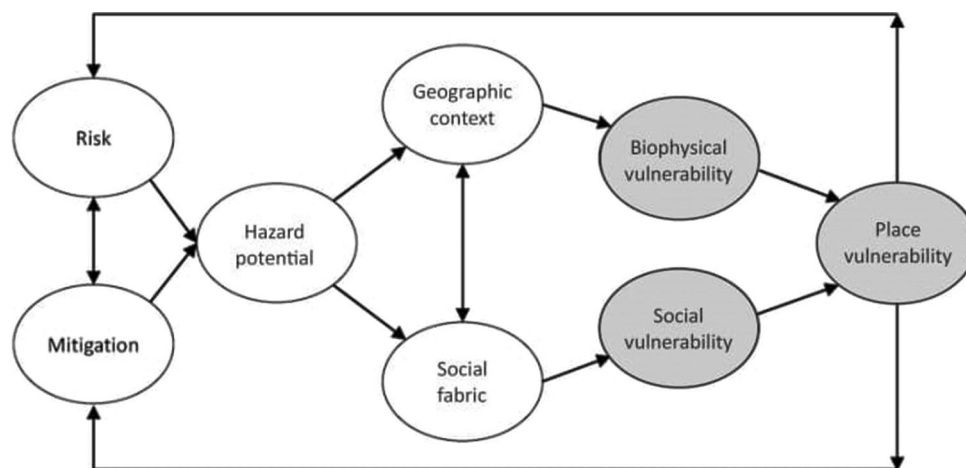 Risk
Mitigation
Hazard
potential
Geographic
context
Social
fabric
Biophysical
vulnerability
Social
vulnerability
Place
vulnerability